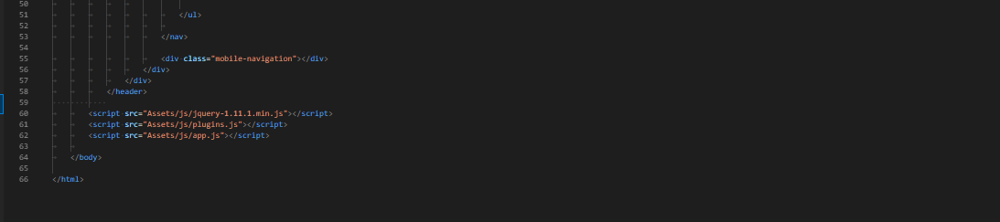 50
51 </ul>
52
53 </nav>
54
55 <div class="mobile-navigation"></div>
56 </div>
57 </div>
58 </header>
59
60 <script src="Assets/js/jquery-1.11.1.min.js"></script>
61 <script src="Assets/js/plugins.js"></script>
62 <script src="Assets/js/app.js"></script>
63
64 </body>
65
66 </html>